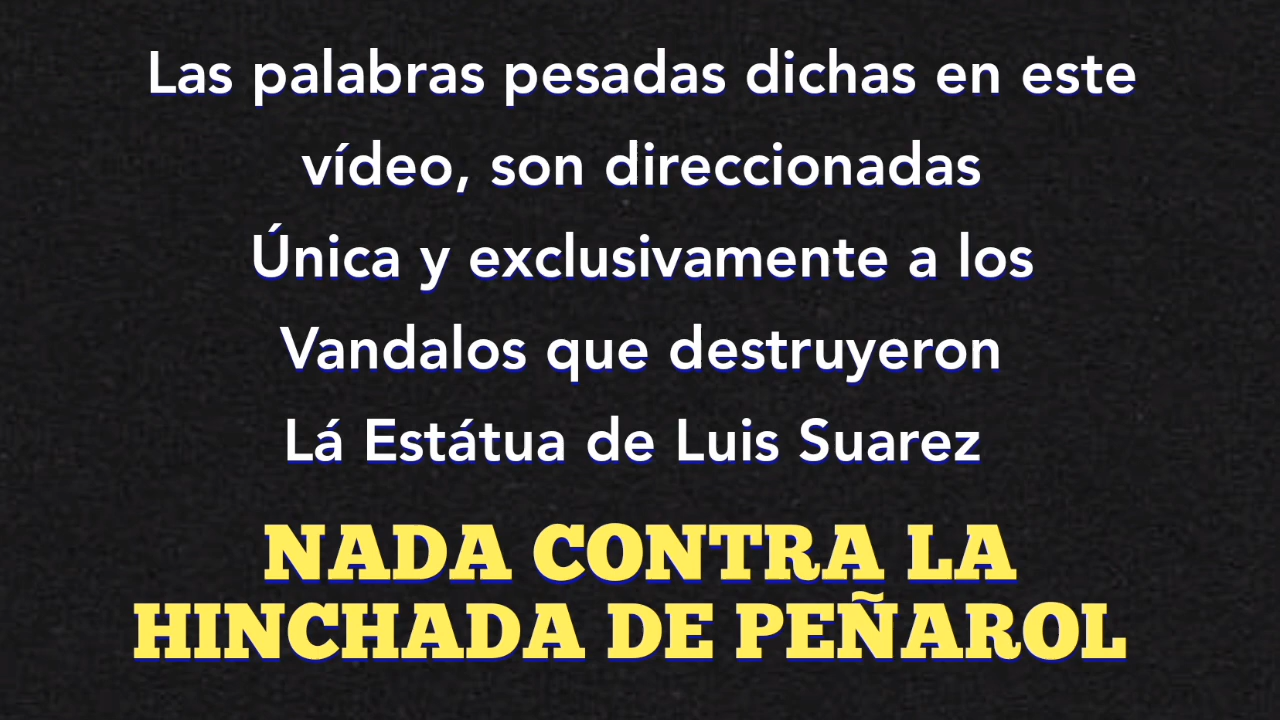 Las palabras pesadas dichas en este
vídeo, son direccionadas
Única y exclusivamente a los
Vandalos que destruyeron
Lá Estátua de Luis Suarez
NADA CONTRA LA
HINCHADA DE PEÑAROL